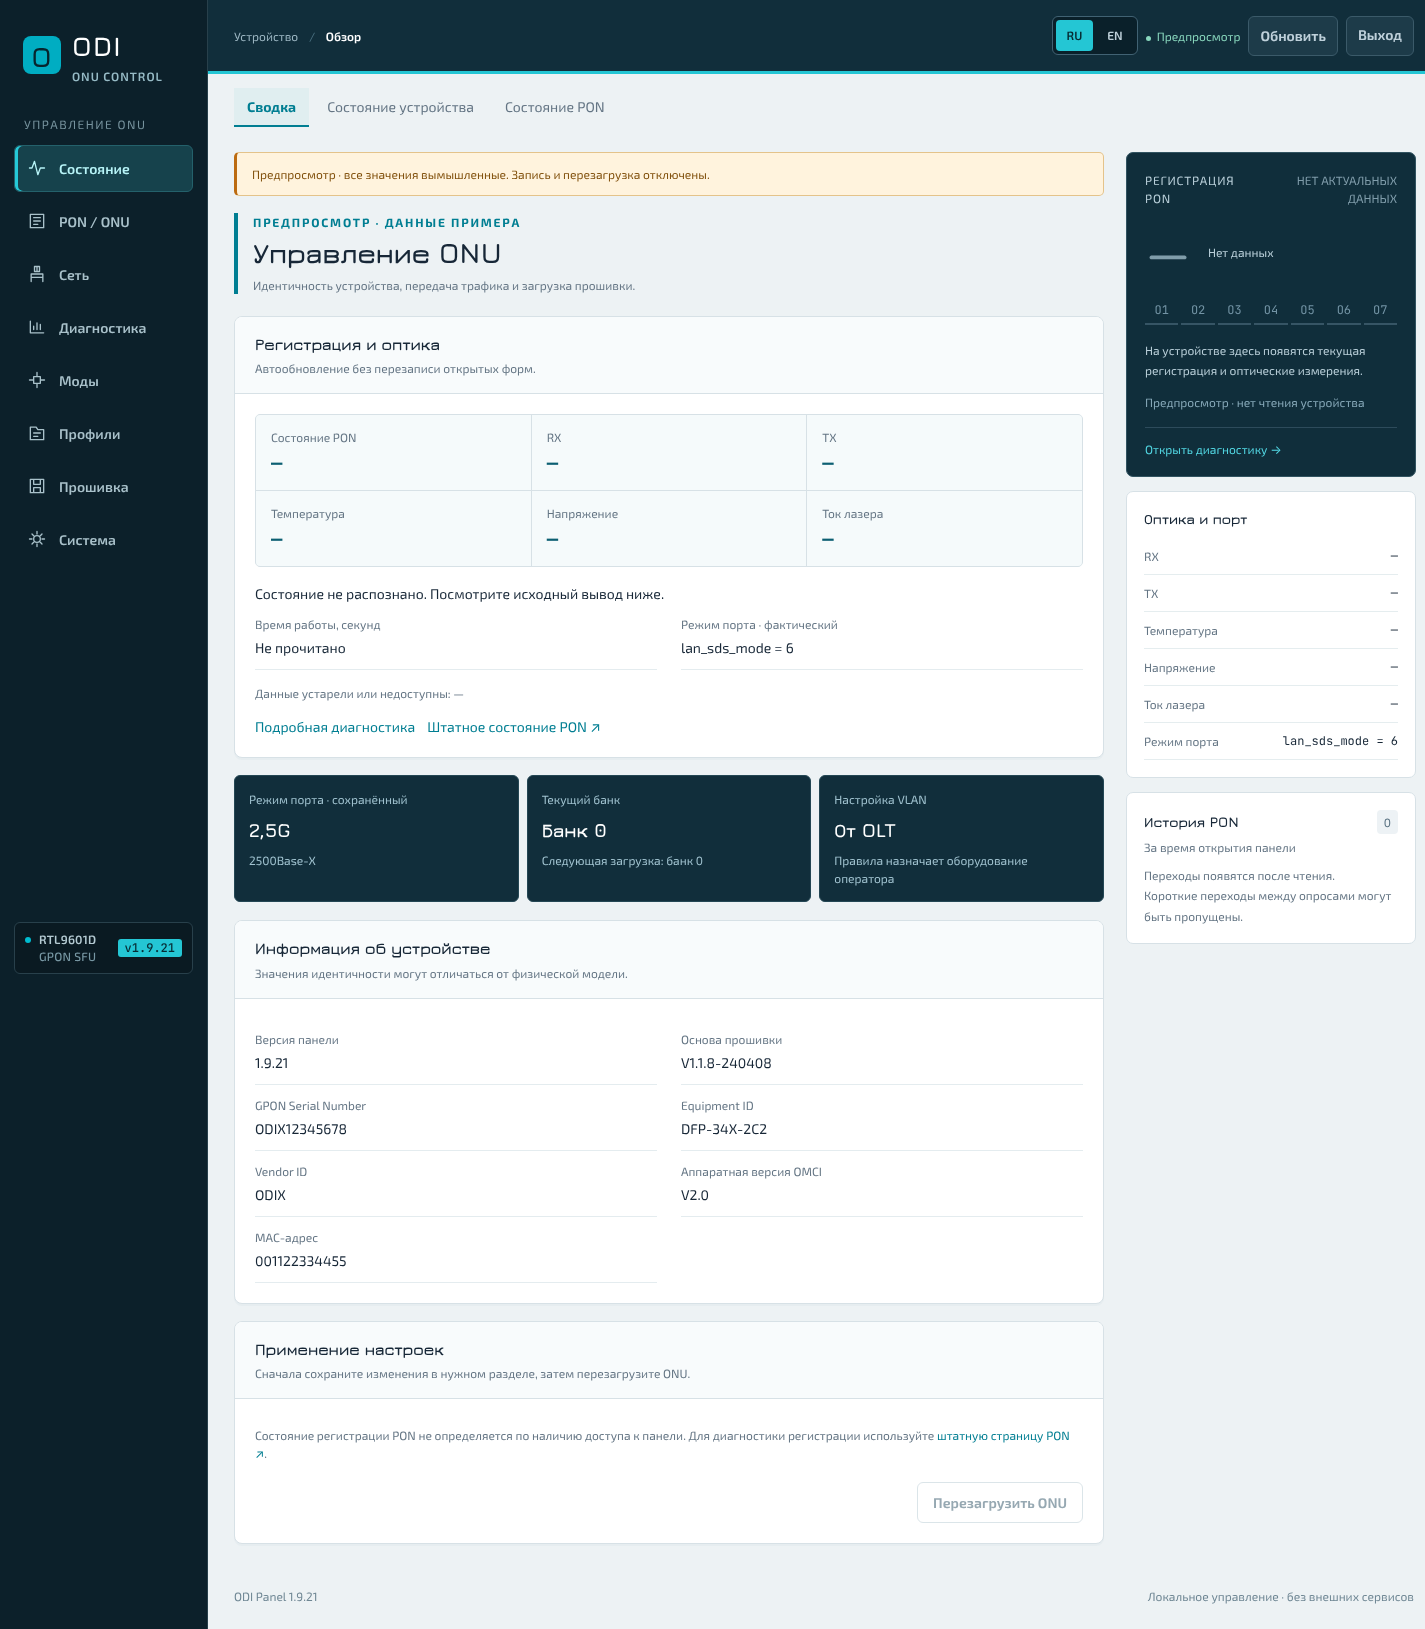 ODI
ONU CONTROL
УПРАВЛЕНИЕ ONU
Состояние
PON / ONU
Сеть
Диагностика
Моды
Профили
Прошивка
Система
RTL9601D
GPON SFU
v1.9.21
Устройство / Обзор
RU EN
Предпросмотр
Обновить
Выход
Сводка
Состояние устройства
Состояние PON
Предпросмотр · все значения вымышленные. Запись и перезагрузка отключены.
ПРЕДПРОСМОТР · ДАННЫЕ ПРИМЕРА
Управление ONU
Идентичность устройства, передача трафика и загрузка прошивки.
Регистрация и оптика
Автообновление без перезаписи открытых форм.
Состояние PON
—
RX
—
TX
—
Температура
—
Напряжение
—
Ток лазера
—
Состояние не распознано. Посмотрите исходный вывод ниже.
Время работы, секунд
Не прочитано
Режим порта · фактический
lan_sds_mode = 6
Данные устарели или недоступны: —
Подробная диагностика Штатное состояние PON ↗
Режим порта · сохранённый
2,5G
2500Base-X
Текущий банк
Банк 0
Следующая загрузка: банк 0
Настройка VLAN
От OLT
Правила назначает оборудование
оператора
Информация об устройстве
Значения идентичности могут отличаться от физической модели.
Версия панели
1.9.21
Основа прошивки
V1.1.8-240408
GPON Serial Number
ODIX12345678
Equipment ID
DFP-34X-2C2
Vendor ID
ODIX
Аппаратная версия OMCI
V2.0
MAC-адрес
001122334455
Применение настроек
Сначала сохраните изменения в нужном разделе, затем перезагрузите ONU.
Состояние регистрации PON не определяется по наличию доступа к панели. Для диагностики регистрации используйте штатную страницу PON
↗.
Перезагрузить ONU
РЕГИСТРАЦИЯ
PON
НЕТ АКТУАЛЬНЫХ
ДАННЫХ
— Нет данных
01 02 03 04 05 06 07
На устройстве здесь появятся текущая
регистрация и оптические измерения.
Предпросмотр · нет чтения устройства
Открыть диагностику →
Оптика и порт
RX —
TX —
Температура —
Напряжение —
Ток лазера —
Режим порта lan_sds_mode = 6
История PON 0
За время открытия панели
Переходы появятся после чтения.
Короткие переходы между опросами могут
быть пропущены.
ODI Panel 1.9.21
Локальное управление · без внешних сервисов